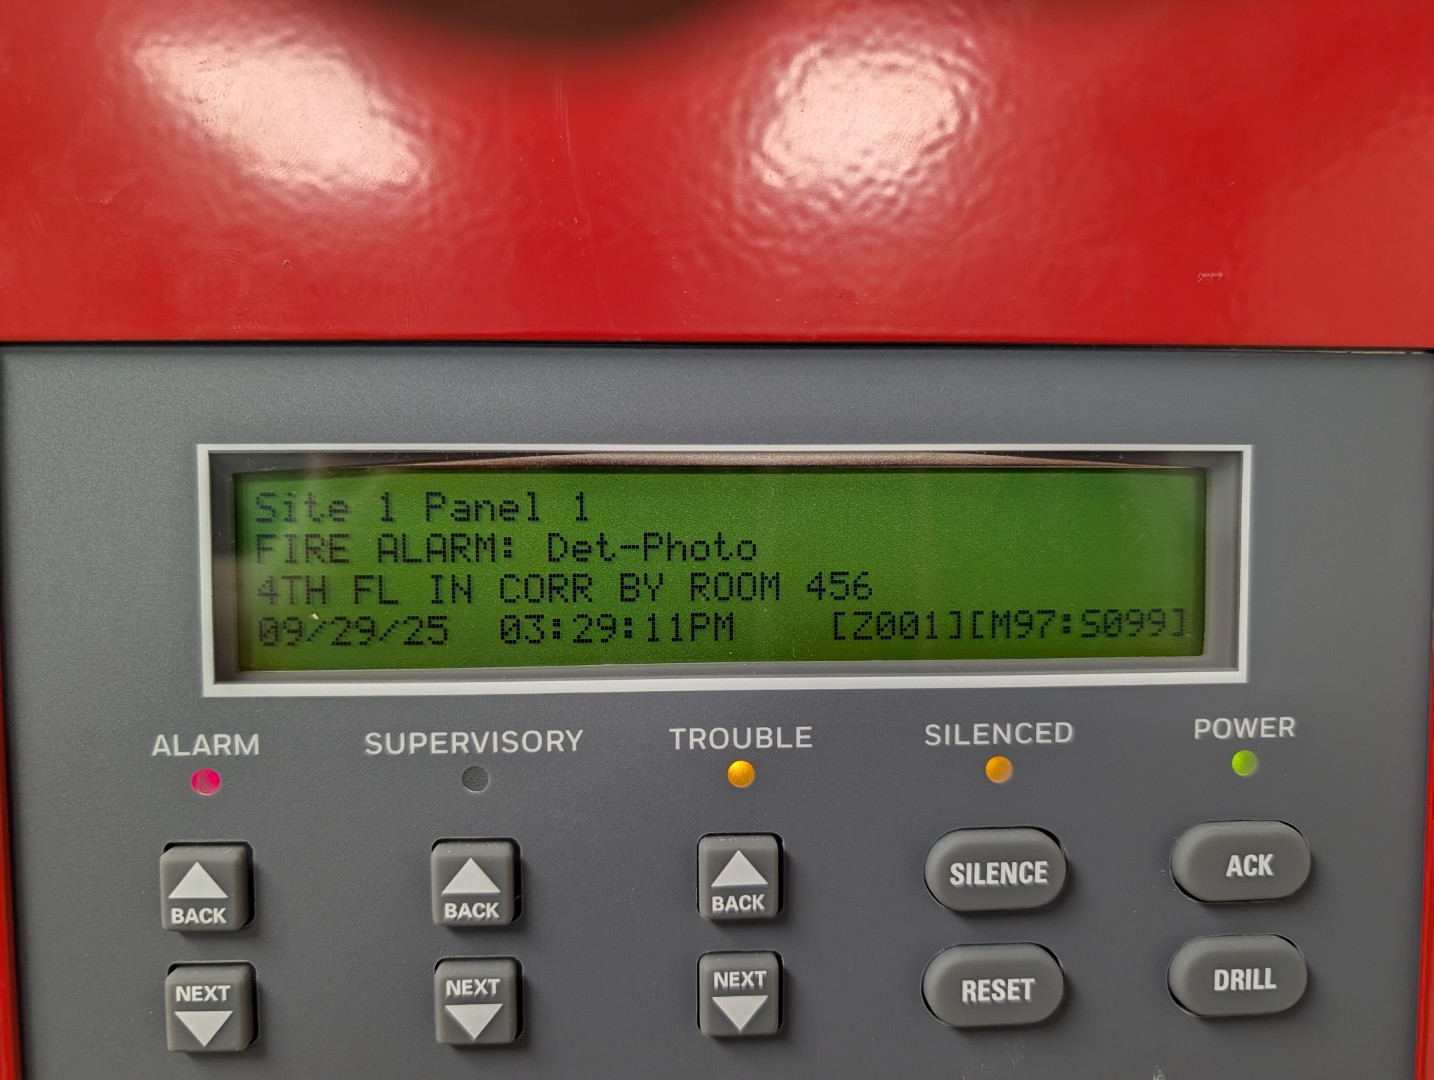 Site 1 Panel 1
FIRE ALARM: Det-Photo
4TH FL IN CORR BY ROOM 456
09/29/25 03:29:11PM [Z001][M97:S099]
ALARM SUPERVISORY TROUBLE SILENCED POWER
BACK BACK BACK SILENCE ACK
NEXT NEXT NEXT RESET DRILL